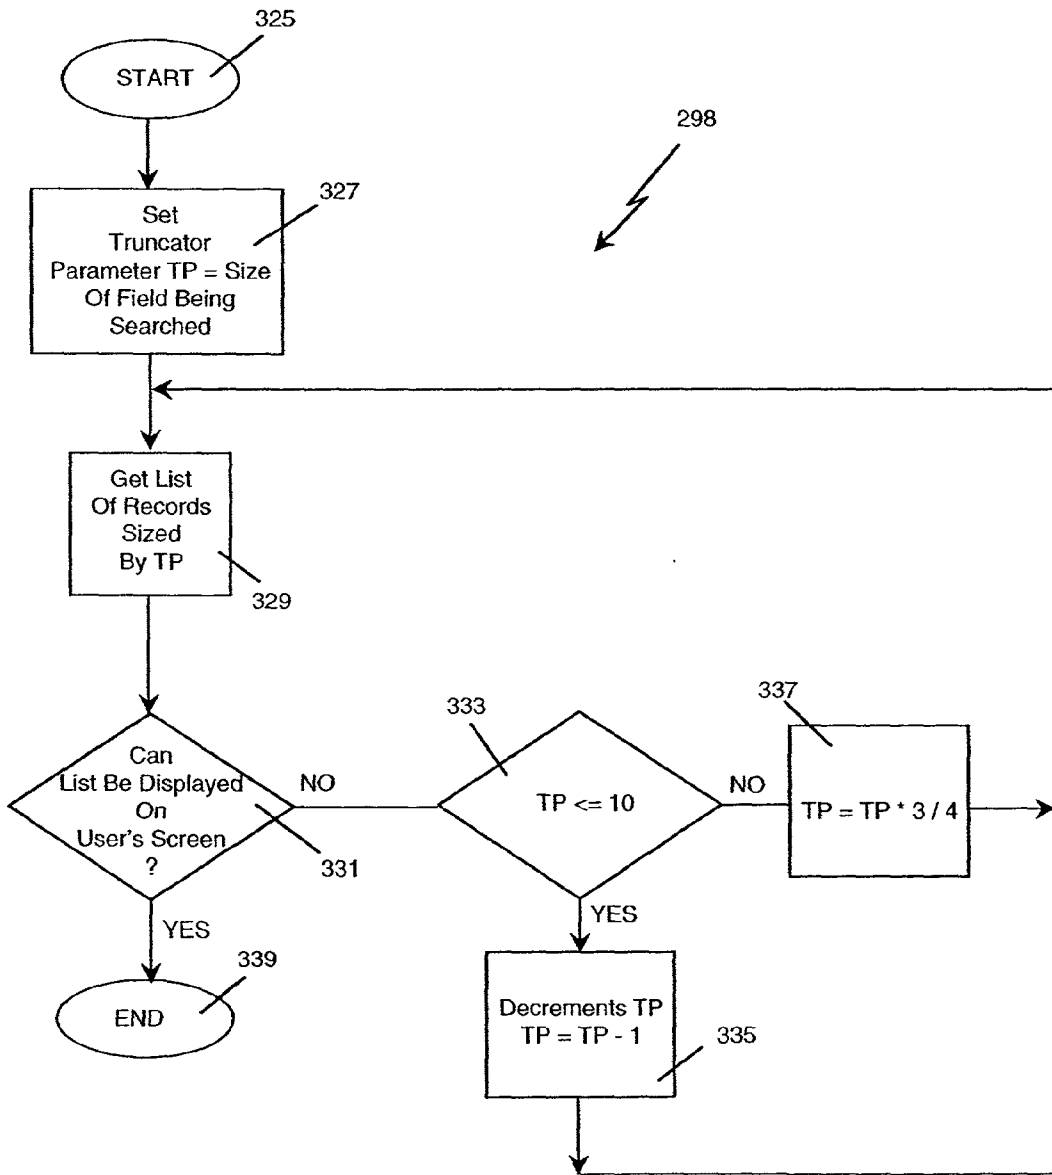 325
START
298
327
Set
Truncator
Parameter TP = Size
Of Field Being
Searched
Get List
Of Records
Sized
By TP
329
337
333
Can
List Be Displayed
On
User's Screen
?
NO
331
TP <= 10
NO
TP = TP * 3 / 4
YES
YES
339
END
Decrements TP
TP = TP - 1
335